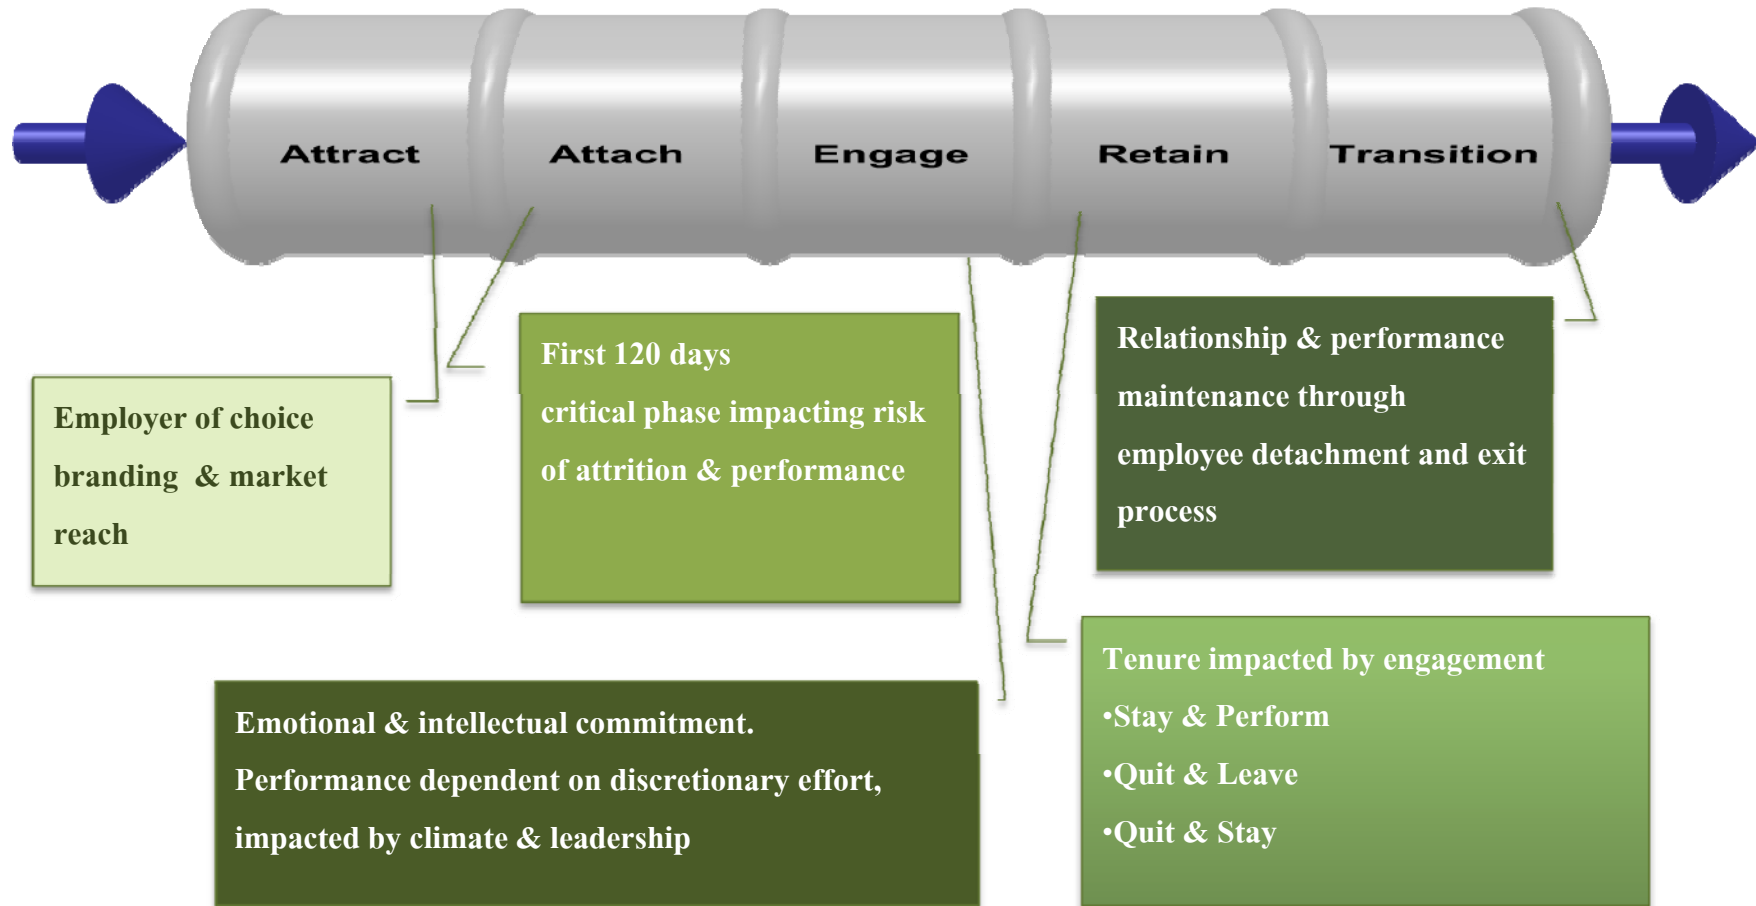 Attract
Attach
Engage
Retain
Transition
Employer of choice
branding & market
reach
First 120 days
critical phase impacting risk
of attrition & performance
Relationship & performance
maintenance through
employee detachment and exit
process
Emotional & intellectual commitment.
Performance dependent on discretionary effort,
impacted by climate & leadership
Tenure impacted by engagement
•Stay & Perform
•Quit & Leave
•Quit & Stay